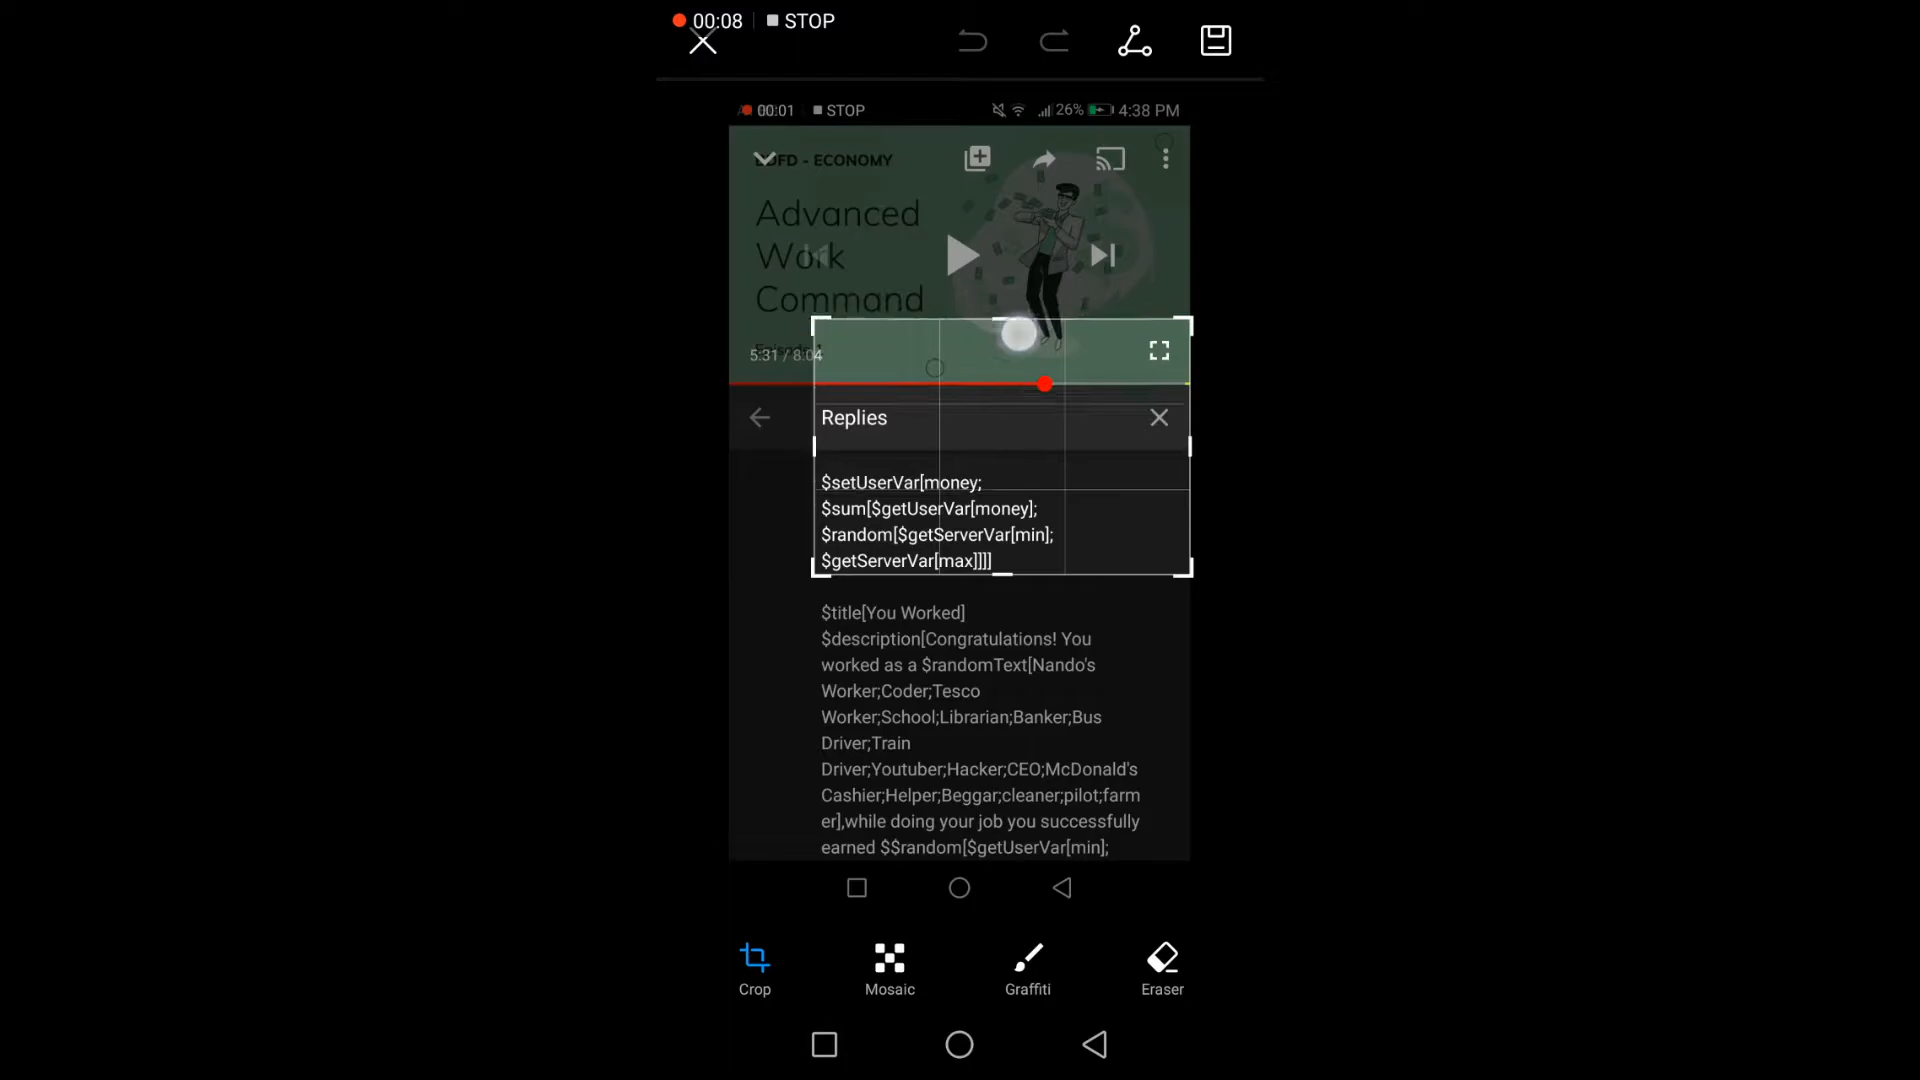 00:08 STOP
00:01 STOP 26% 4:38 PM
BDFD - ECONOMY
Advanced
Work
Command
Episode 1
5:31 / 8:04
Replies
$setUserVar[money;
$sum[$getUserVar[money];
$random[$getServerVar[min];
$getServerVar[max]]]]
$title[You Worked]
$description[Congratulations! You
worked as a $randomText[Nando's
Worker;Coder;Tesco
Worker;School;Librarian;Banker;Bus
Driver;Train
Driver;Youtuber;Hacker;CEO;McDonald's
Cashier;Helper;Beggar;cleaner;pilot;farm
er],while doing your job you successfully
earned $$random[$getUserVar[min];
Crop Mosaic Graffiti Eraser